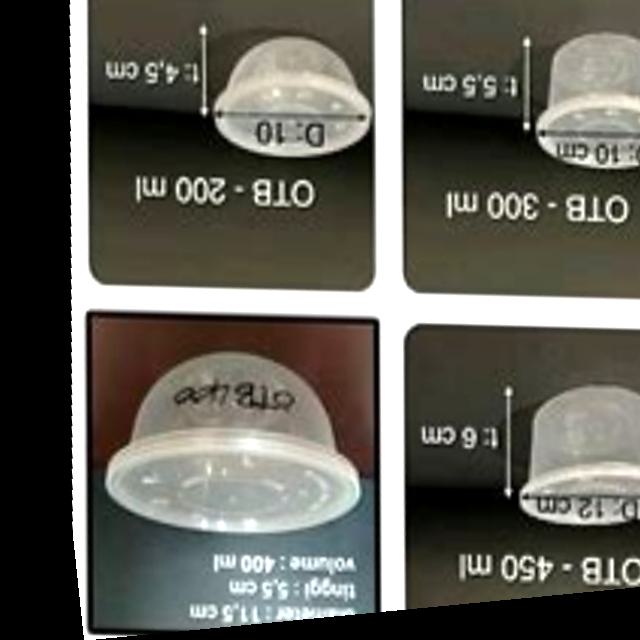 OTB - 450 ml
D: 12 cm
t: 6 cm
diameter : 11,5 cm
tinggi : 5,5 cm
volume : 400 ml
OTB 400
OTB - 300 ml
D: 10 cm
t: 5,5 cm
OTB - 200 ml
D: 10
t: 4,5 cm